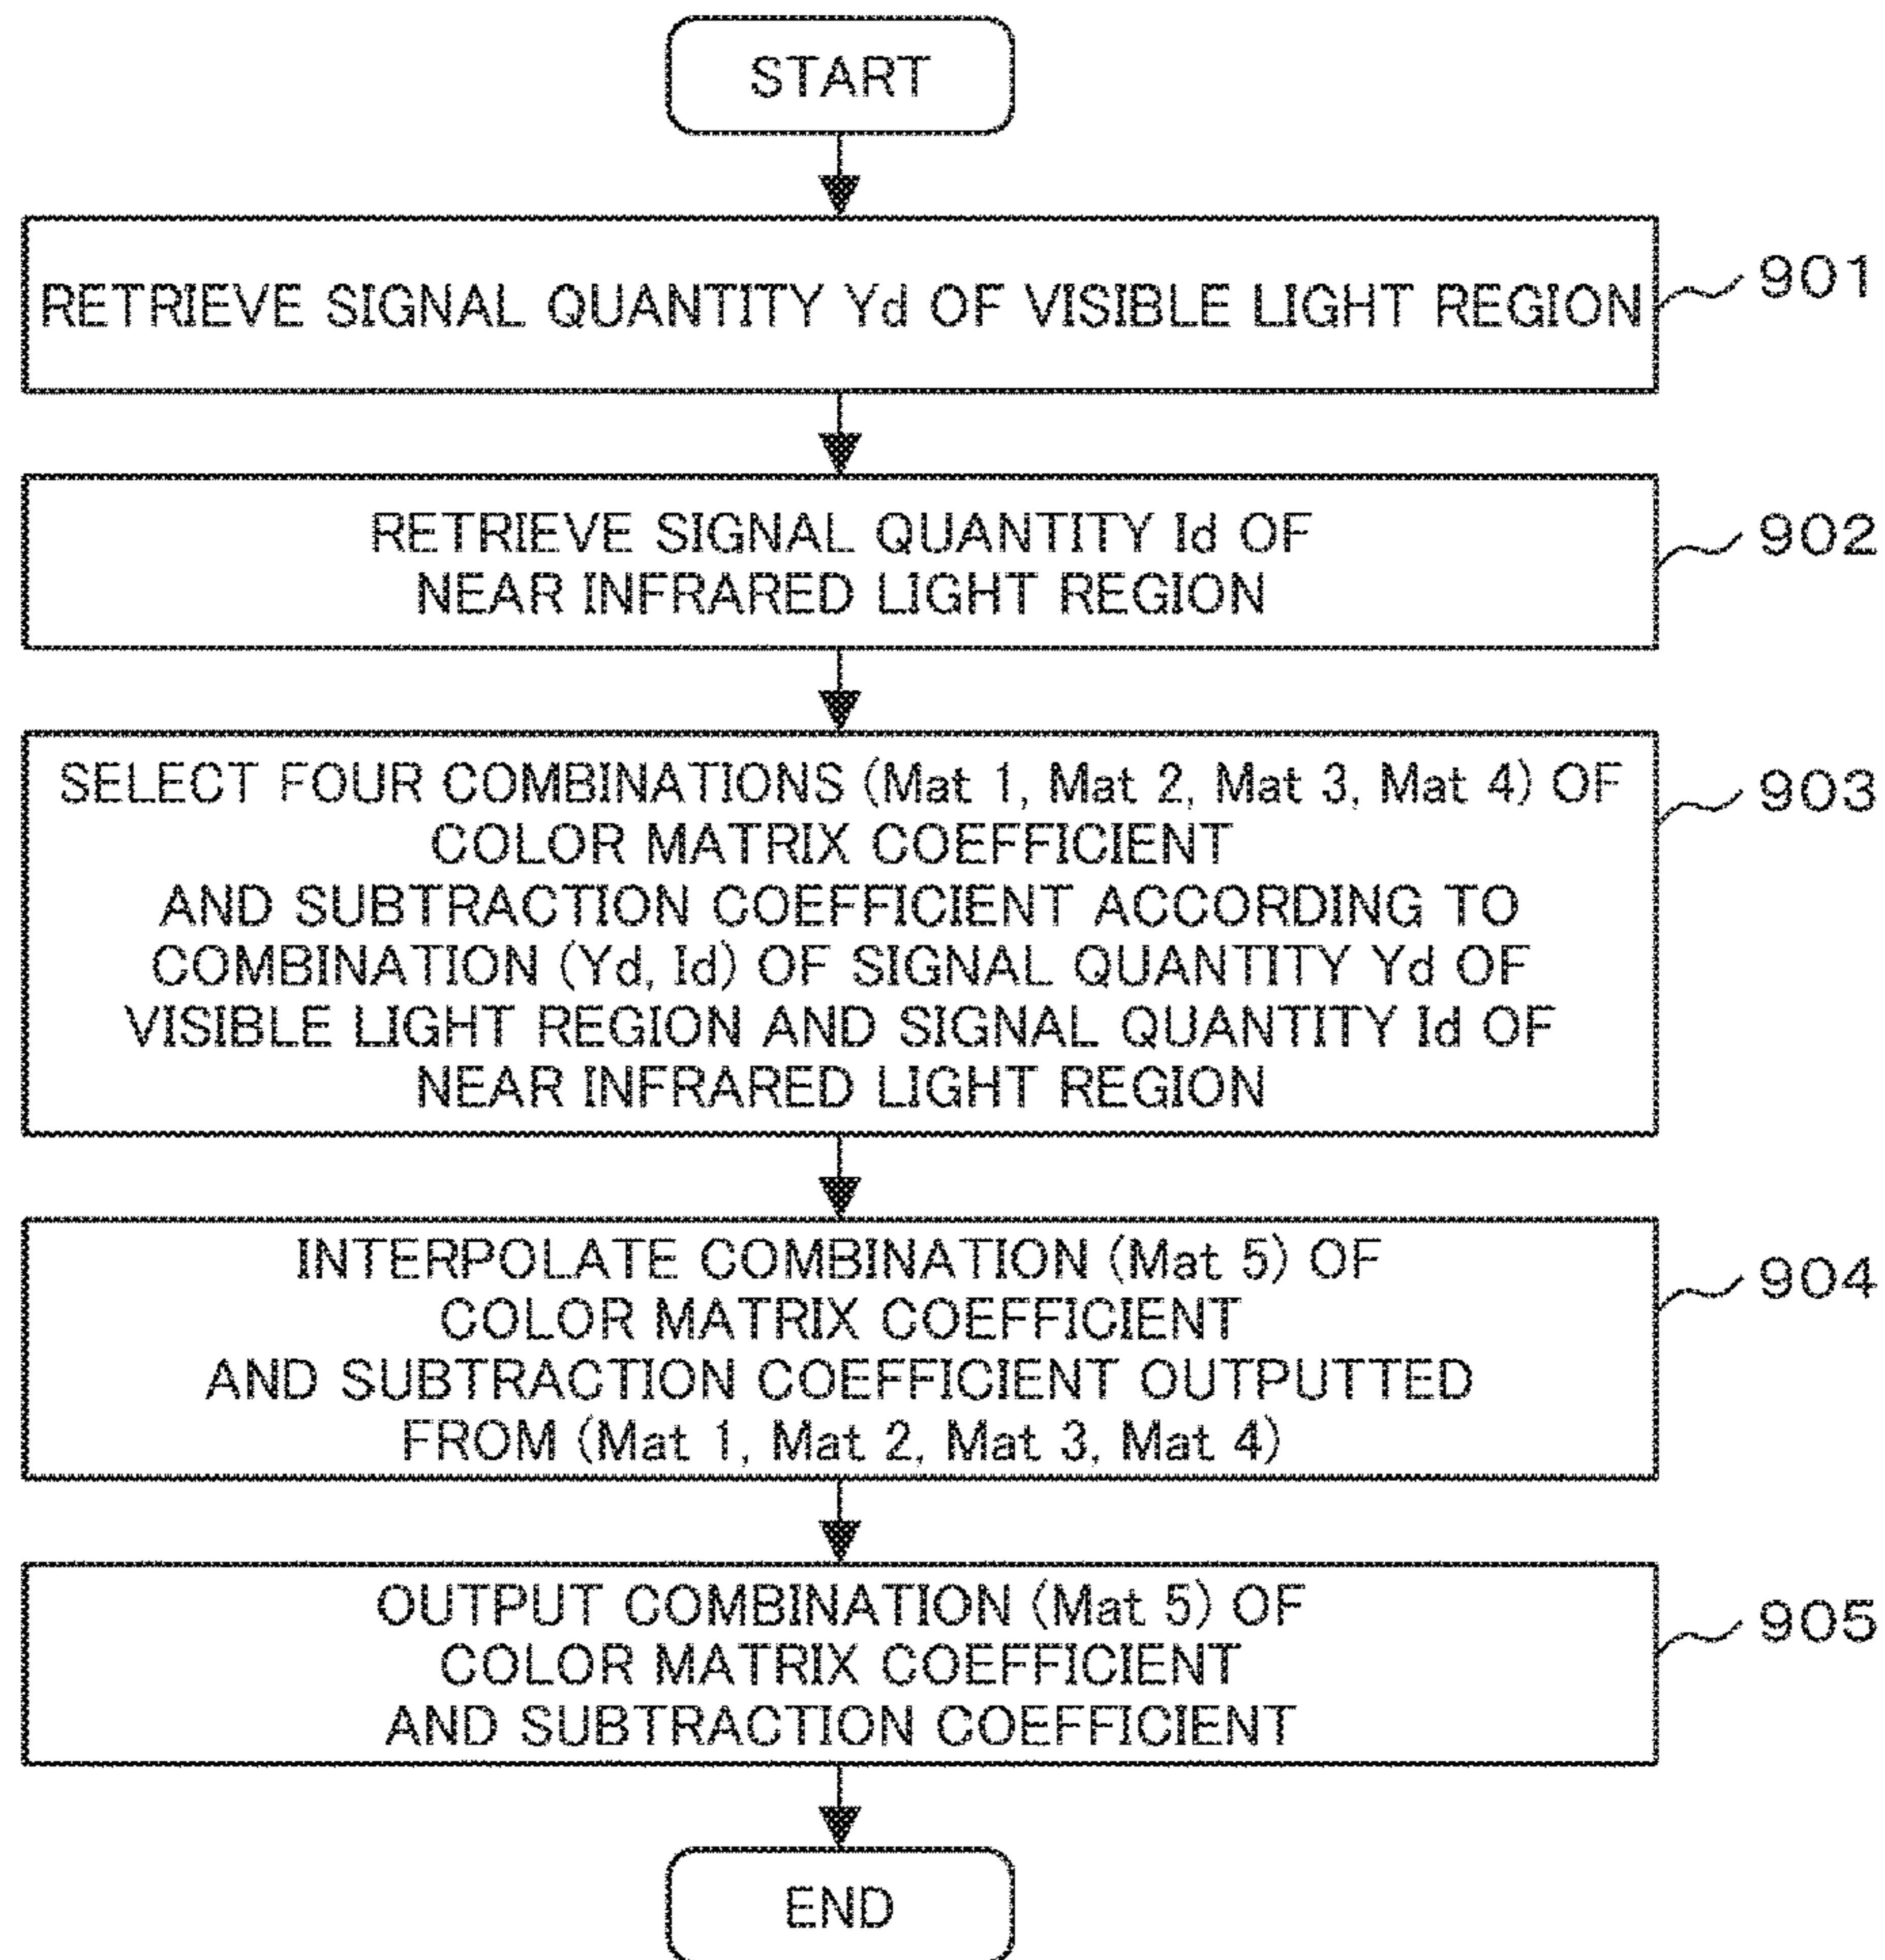 START
RETRIEVE SIGNAL QUANTITY Yd OF VISIBLE LIGHT REGION
901
RETRIEVE SIGNAL QUANTITY Id OF
NEAR INFRARED LIGHT REGION
902
SELECT FOUR COMBINATIONS (Mat 1, Mat 2, Mat 3, Mat 4) OF
COLOR MATRIX COEFFICIENT
AND SUBTRACTION COEFFICIENT ACCORDING TO
COMBINATION (Yd, Id) OF SIGNAL QUANTITY Yd OF
VISIBLE LIGHT REGION AND SIGNAL QUANTITY Id OF
NEAR INFRARED LIGHT REGION
903
INTERPOLATE COMBINATION (Mat 5) OF
COLOR MATRIX COEFFICIENT
AND SUBTRACTION COEFFICIENT OUTPUTTED
FROM (Mat 1, Mat 2, Mat 3, Mat 4)
904
OUTPUT COMBINATION (Mat 5) OF
COLOR MATRIX COEFFICIENT
AND SUBTRACTION COEFFICIENT
905
END